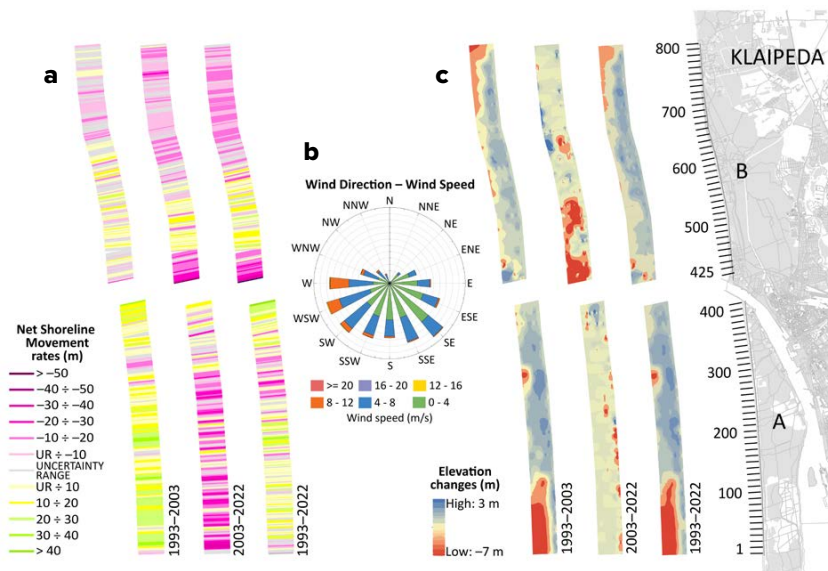 a
b
c
Wind Direction – Wind Speed
N
NNE
NE
ENE
E
ESE
SE
SSE
S
SSW
SW
WSW
W
WNW
NW
NNW
>= 20
16 - 20
12 - 16
8 - 12
4 - 8
0 - 4
Wind speed (m/s)
Net Shoreline
Movement
rates (m)
> –50
–40 ÷ –50
–30 ÷ –40
–20 ÷ –30
–10 ÷ –20
UR ÷ –10
UNCERTAINTY
RANGE
UR ÷ 10
10 ÷ 20
20 ÷ 30
30 ÷ 40
> 40
1993–2003
2003–2022
1993–2022
Elevation
changes (m)
High: 3 m
Low: –7 m
1993–2003
2003–2022
1993–2022
800
KLAIPEDA
700
600
B
500
425
400
300
A
200
100
1